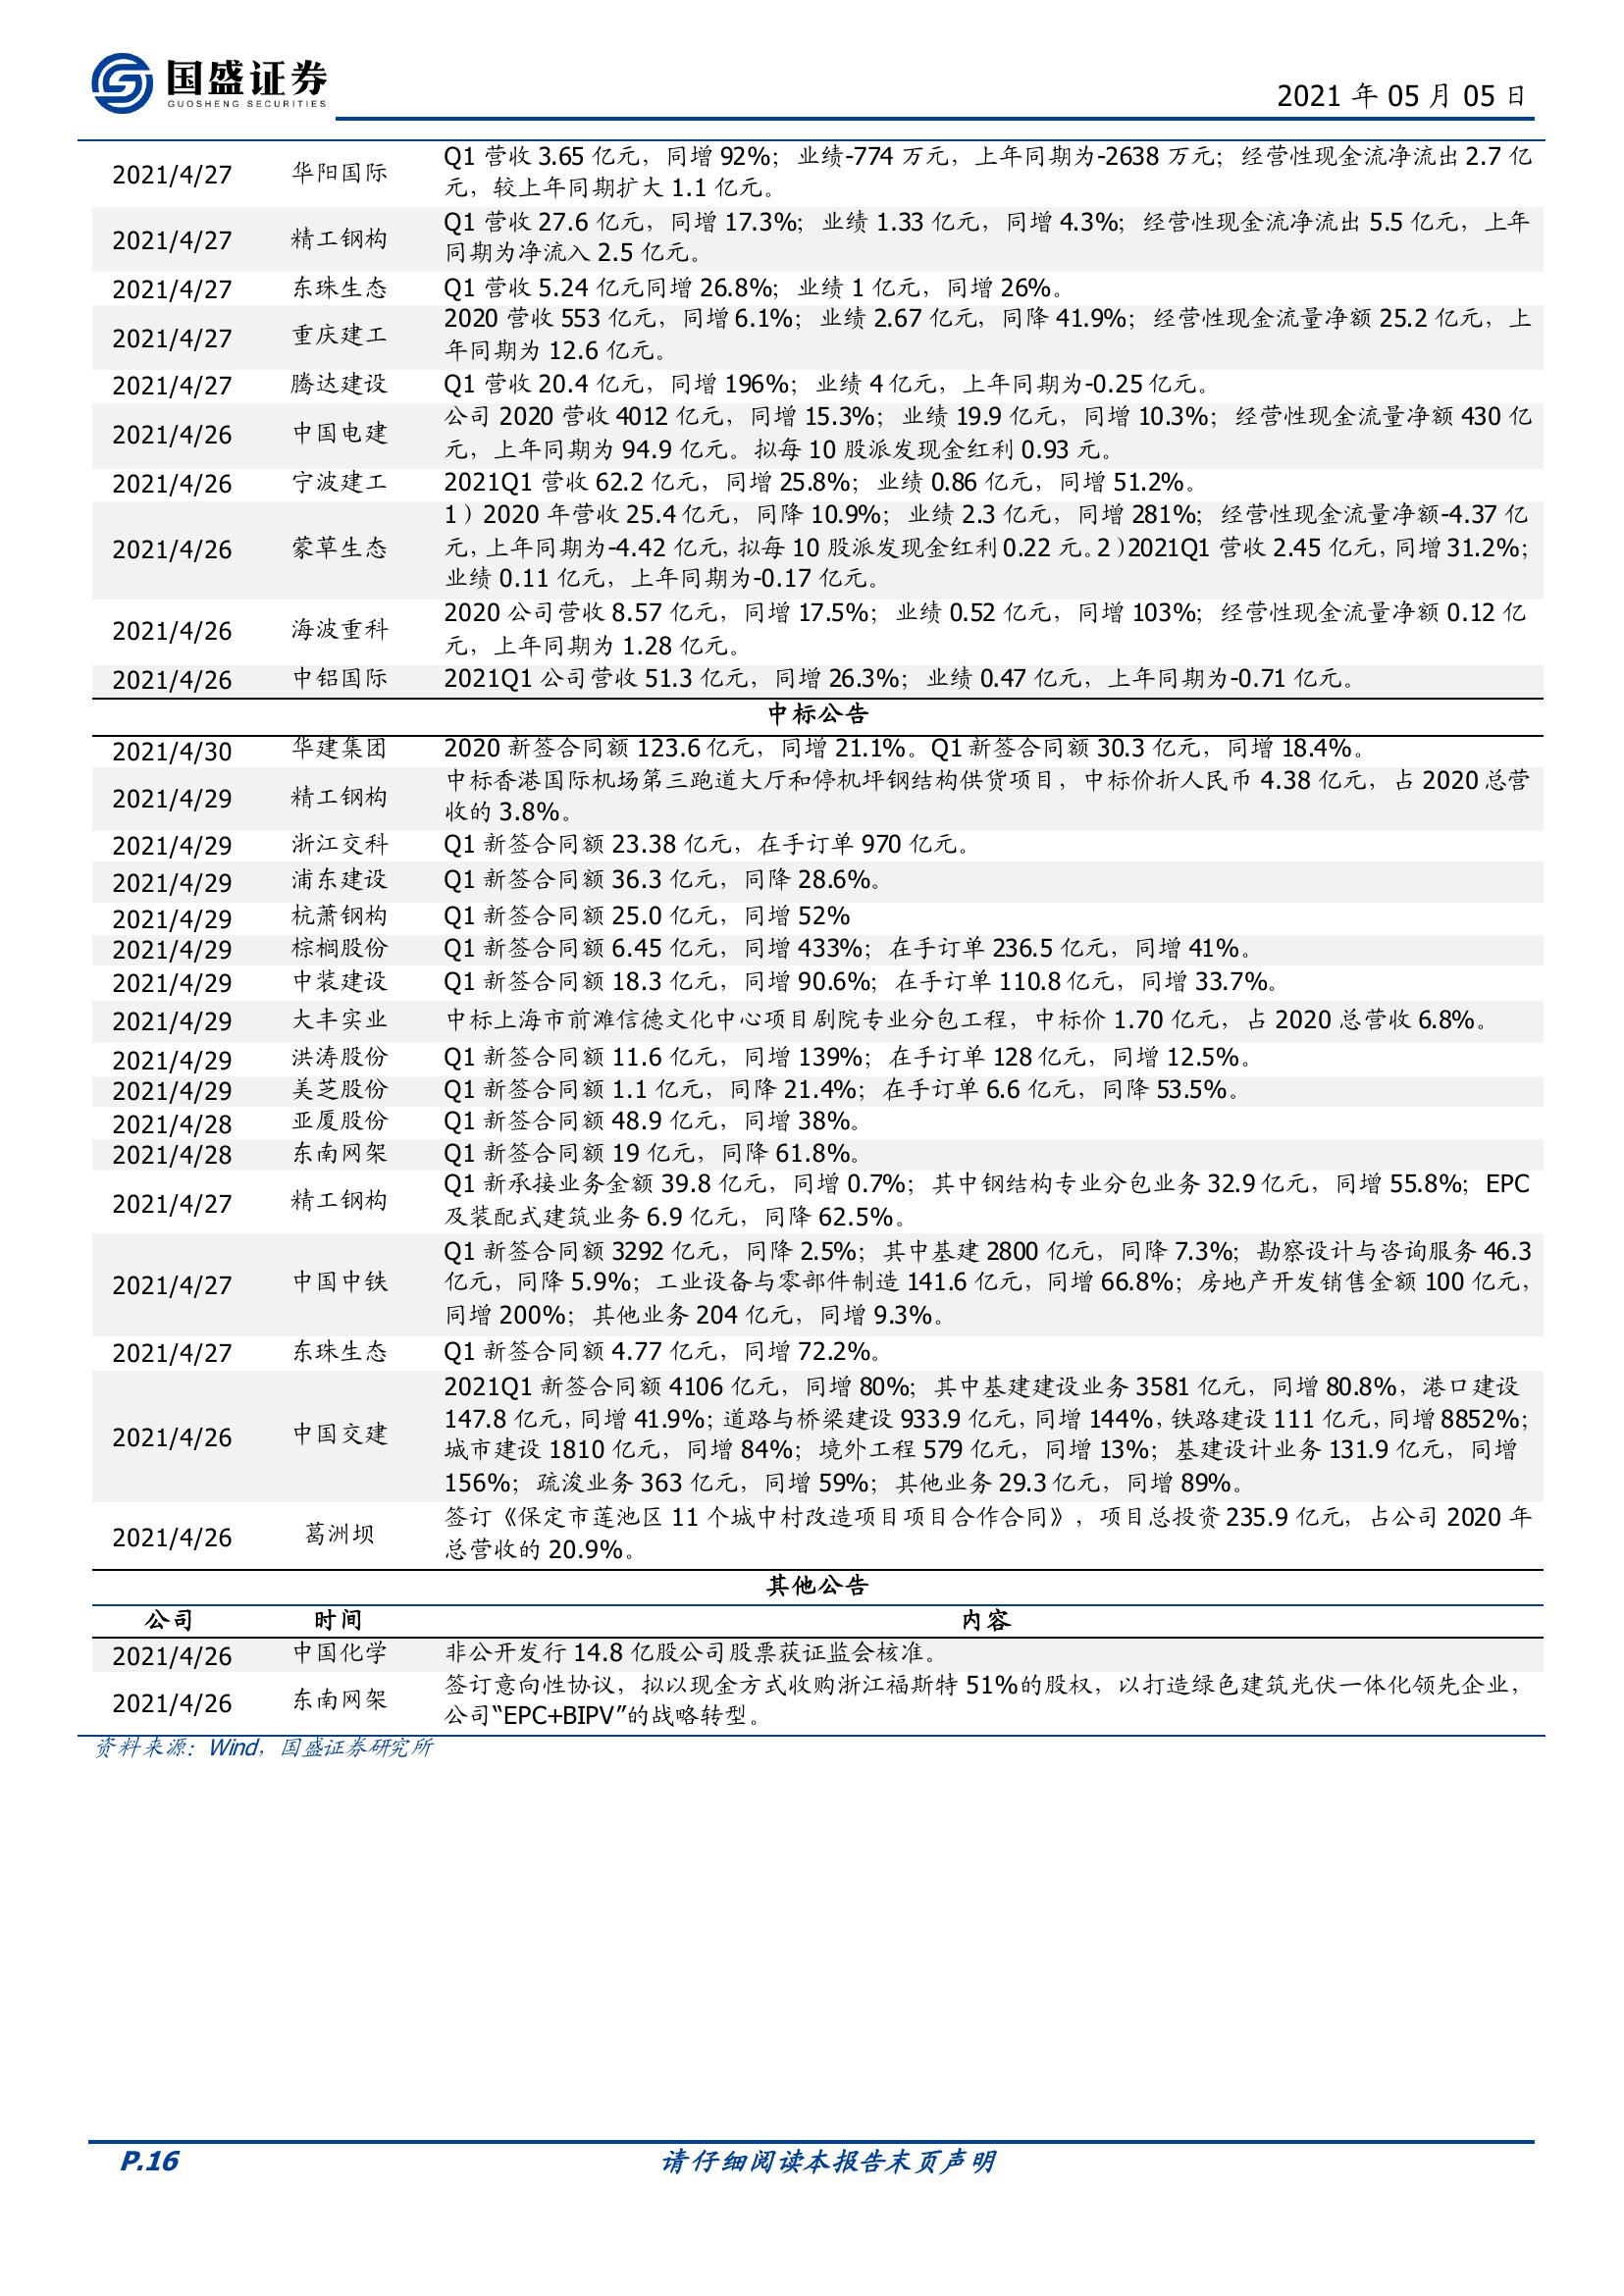 国盛证券
GUOSHENG SECURITIES
2021 年 05 月 05 日
2021/4/27 华阳国际 Q1 营收 3.65 亿元，同增 92%；业绩-774 万元，上年同期为-2638 万元；经营性现金流净流出 2.7 亿
元，较上年同期扩大 1.1 亿元。
2021/4/27 精工钢构 Q1 营收 27.6 亿元，同增 17.3%；业绩 1.33 亿元，同增 4.3%；经营性现金流净流出 5.5 亿元，上年
同期为净流入 2.5 亿元。
2021/4/27 东珠生态 Q1 营收 5.24 亿元同增 26.8%；业绩 1 亿元，同增 26%。
2021/4/27 重庆建工 2020 营收 553 亿元，同增 6.1%；业绩 2.67 亿元，同降 41.9%；经营性现金流量净额 25.2 亿元，上
年同期为 12.6 亿元。
2021/4/27 腾达建设 Q1 营收 20.4 亿元，同增 196%；业绩 4 亿元，上年同期为-0.25 亿元。
2021/4/26 中国电建 公司 2020 营收 4012 亿元，同增 15.3%；业绩 19.9 亿元，同增 10.3%；经营性现金流量净额 430 亿
元，上年同期为 94.9 亿元。拟每 10 股派发现金红利 0.93 元。
2021/4/26 宁波建工 2021Q1 营收 62.2 亿元，同增 25.8%；业绩 0.86 亿元，同增 51.2%。
2021/4/26 蒙草生态 1）2020 年营收 25.4 亿元，同降 10.9%；业绩 2.3 亿元，同增 281%；经营性现金流量净额-4.37 亿
元，上年同期为-4.42 亿元，拟每 10 股派发现金红利 0.22 元。2）2021Q1 营收 2.45 亿元，同增 31.2%；
业绩 0.11 亿元，上年同期为-0.17 亿元。
2021/4/26 海波重科 2020 公司营收 8.57 亿元，同增 17.5%；业绩 0.52 亿元，同增 103%；经营性现金流量净额 0.12 亿
元，上年同期为 1.28 亿元。
2021/4/26 中铝国际 2021Q1 公司营收 51.3 亿元，同增 26.3%；业绩 0.47 亿元，上年同期为-0.71 亿元。
中标公告
2021/4/30 华建集团 2020 新签合同额 123.6 亿元，同增 21.1%。Q1 新签合同额 30.3 亿元，同增 18.4%。
2021/4/29 精工钢构 中标香港国际机场第三跑道大厅和停机坪钢结构供货项目，中标价折人民币 4.38 亿元，占 2020 总营
收的 3.8%。
2021/4/29 浙江交科 Q1 新签合同额 23.38 亿元，在手订单 970 亿元。
2021/4/29 浦东建设 Q1 新签合同额 36.3 亿元，同降 28.6%。
2021/4/29 杭萧钢构 Q1 新签合同额 25.0 亿元，同增 52%
2021/4/29 棕榈股份 Q1 新签合同额 6.45 亿元，同增 433%；在手订单 236.5 亿元，同增 41%。
2021/4/29 中装建设 Q1 新签合同额 18.3 亿元，同增 90.6%；在手订单 110.8 亿元，同增 33.7%。
2021/4/29 大丰实业 中标上海市前滩信德文化中心项目剧院专业分包工程，中标价 1.70 亿元，占 2020 总营收 6.8%。
2021/4/29 洪涛股份 Q1 新签合同额 11.6 亿元，同增 139%；在手订单 128 亿元，同增 12.5%。
2021/4/29 美芝股份 Q1 新签合同额 1.1 亿元，同降 21.4%；在手订单 6.6 亿元，同降 53.5%。
2021/4/28 亚厦股份 Q1 新签合同额 48.9 亿元，同增 38%。
2021/4/28 东南网架 Q1 新签合同额 19 亿元，同降 61.8%。
2021/4/27 精工钢构 Q1 新承接业务金额 39.8 亿元，同增 0.7%；其中钢结构专业分包业务 32.9 亿元，同增 55.8%；EPC
及装配式建筑业务 6.9 亿元，同降 62.5%。
2021/4/27 中国中铁 Q1 新签合同额 3292 亿元，同降 2.5%；其中基建 2800 亿元，同降 7.3%；勘察设计与咨询服务 46.3
亿元，同降 5.9%；工业设备与零部件制造 141.6 亿元，同增 66.8%；房地产开发销售金额 100 亿元，
同增 200%；其他业务 204 亿元，同增 9.3%。
2021/4/27 东珠生态 Q1 新签合同额 4.77 亿元，同增 72.2%。
2021/4/26 中国交建 2021Q1 新签合同额 4106 亿元，同增 80%；其中基建建设业务 3581 亿元，同增 80.8%，港口建设
147.8 亿元，同增 41.9%；道路与桥梁建设 933.9 亿元，同增 144%，铁路建设 111 亿元，同增 8852%；
城市建设 1810 亿元，同增 84%；境外工程 579 亿元，同增 13%；基建设计业务 131.9 亿元，同增
156%；疏浚业务 363 亿元，同增 59%；其他业务 29.3 亿元，同增 89%。
2021/4/26 葛洲坝 签订《保定市莲池区 11 个城中村改造项目项目合作合同》，项目总投资 235.9 亿元，占公司 2020 年
总营收的 20.9%。
其他公告
公司 时间 内容
2021/4/26 中国化学 非公开发行 14.8 亿股公司股票获证监会核准。
2021/4/26 东南网架 签订意向性协议，拟以现金方式收购浙江福斯特 51%的股权，以打造绿色建筑光伏一体化领先企业，
公司“EPC+BIPV”的战略转型。
资料来源：Wind，国盛证券研究所
P.16 请仔细阅读本报告末页声明